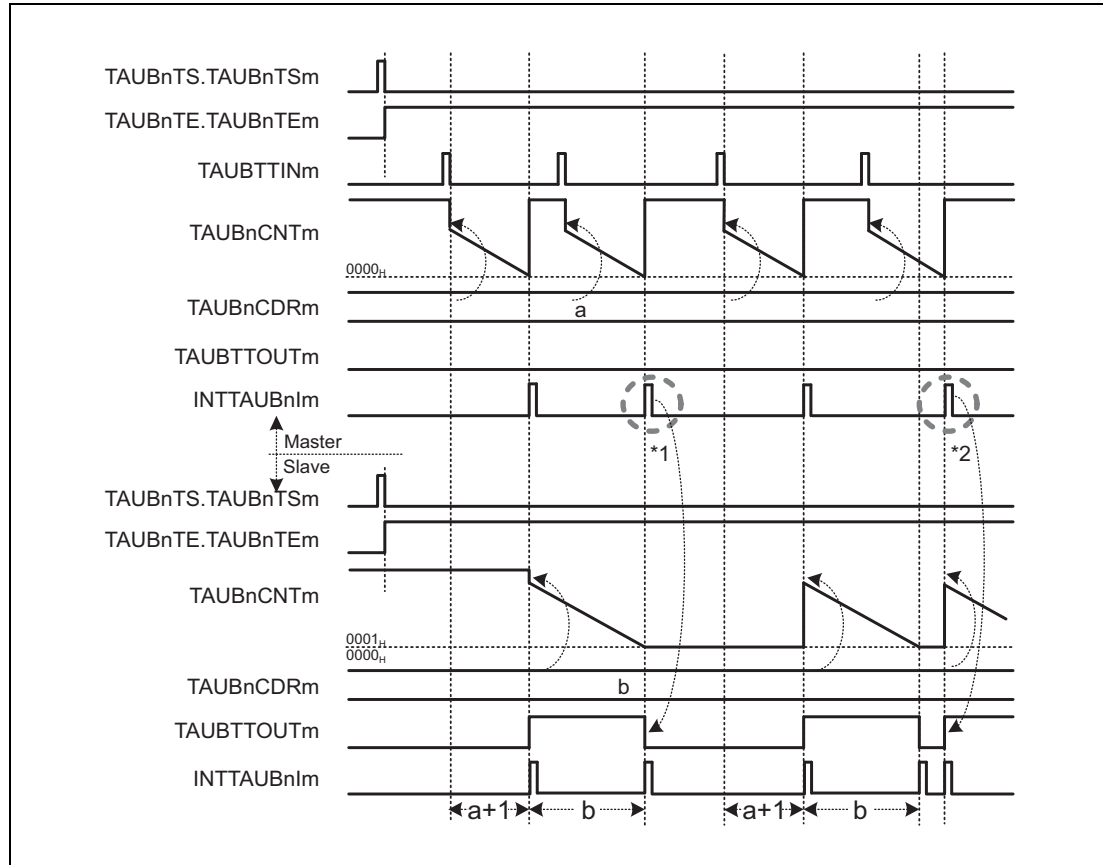 TAUBnTS.TAUBnTSm
TAUBnTE.TAUBnTEm
TAUBTTINm
TAUBnCNTm
0000H
TAUBnCDRm
a
TAUBTTOUTm
INTTAUBnIm
*1
*2
Master
Slave
TAUBnTS.TAUBnTSm
TAUBnTE.TAUBnTEm
TAUBnCNTm
0001H
0000H
TAUBnCDRm
b
TAUBTTOUTm
INTTAUBnIm
a+1 b a+1 b